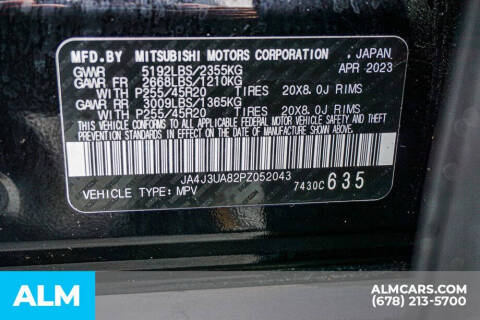 MFD.BY MITSUBISHI MOTORS CORPORATION , JAPAN
GVWR 5192LBS/2355KG APR 2023
GAWR FR 2668LBS/1210KG
WITH P255/45R20 TIRES 20X8.0J RIMS
GAWR RR 3009LBS/1365KG
WITH P255/45R20 TIRES 20X8.0J RIMS
THIS VEHICLE CONFORMS TO ALL APPLICABLE FEDERAL MOTOR VEHICLE SAFETY AND THEFT
PREVENTION STANDARDS IN EFFECT ON THE DATE OF MANUFACTURE SHOWN ABOVE.
JA4J3UA82PZ052043
VEHICLE TYPE: MPV 7430C 635
ALM
ALMCARS.COM
(678) 213-5700